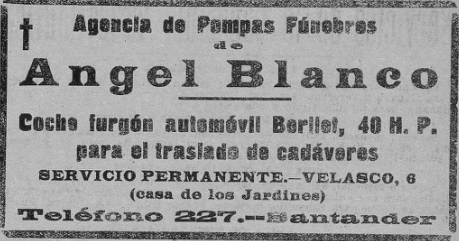 Agencia de Pompas Fúnebres
de
Angel Blanco
Coche furgón automóvil Berliet, 40 H. P.
para el traslado de cadáveres
SERVICIO PERMANENTE.—VELASCO, 6
(casa de los Jardines)
Teléfono 227.--Santander